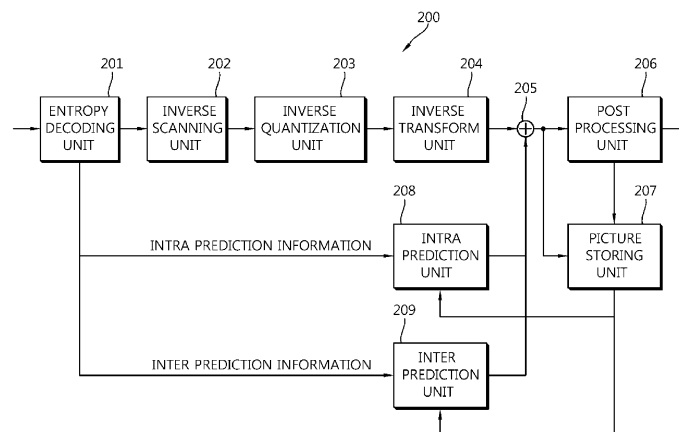 200
201
202
203
204
205
206
ENTROPY
DECODING
UNIT
INVERSE
SCANNING
UNIT
INVERSE
QUANTIZATION
UNIT
INVERSE
TRANSFORM
UNIT
POST
PROCESSING
UNIT
207
208
INTRA PREDICTION INFORMATION
INTRA
PREDICTION
UNIT
PICTURE
STORING
UNIT
209
INTER PREDICTION INFORMATION
INTER
PREDICTION
UNIT